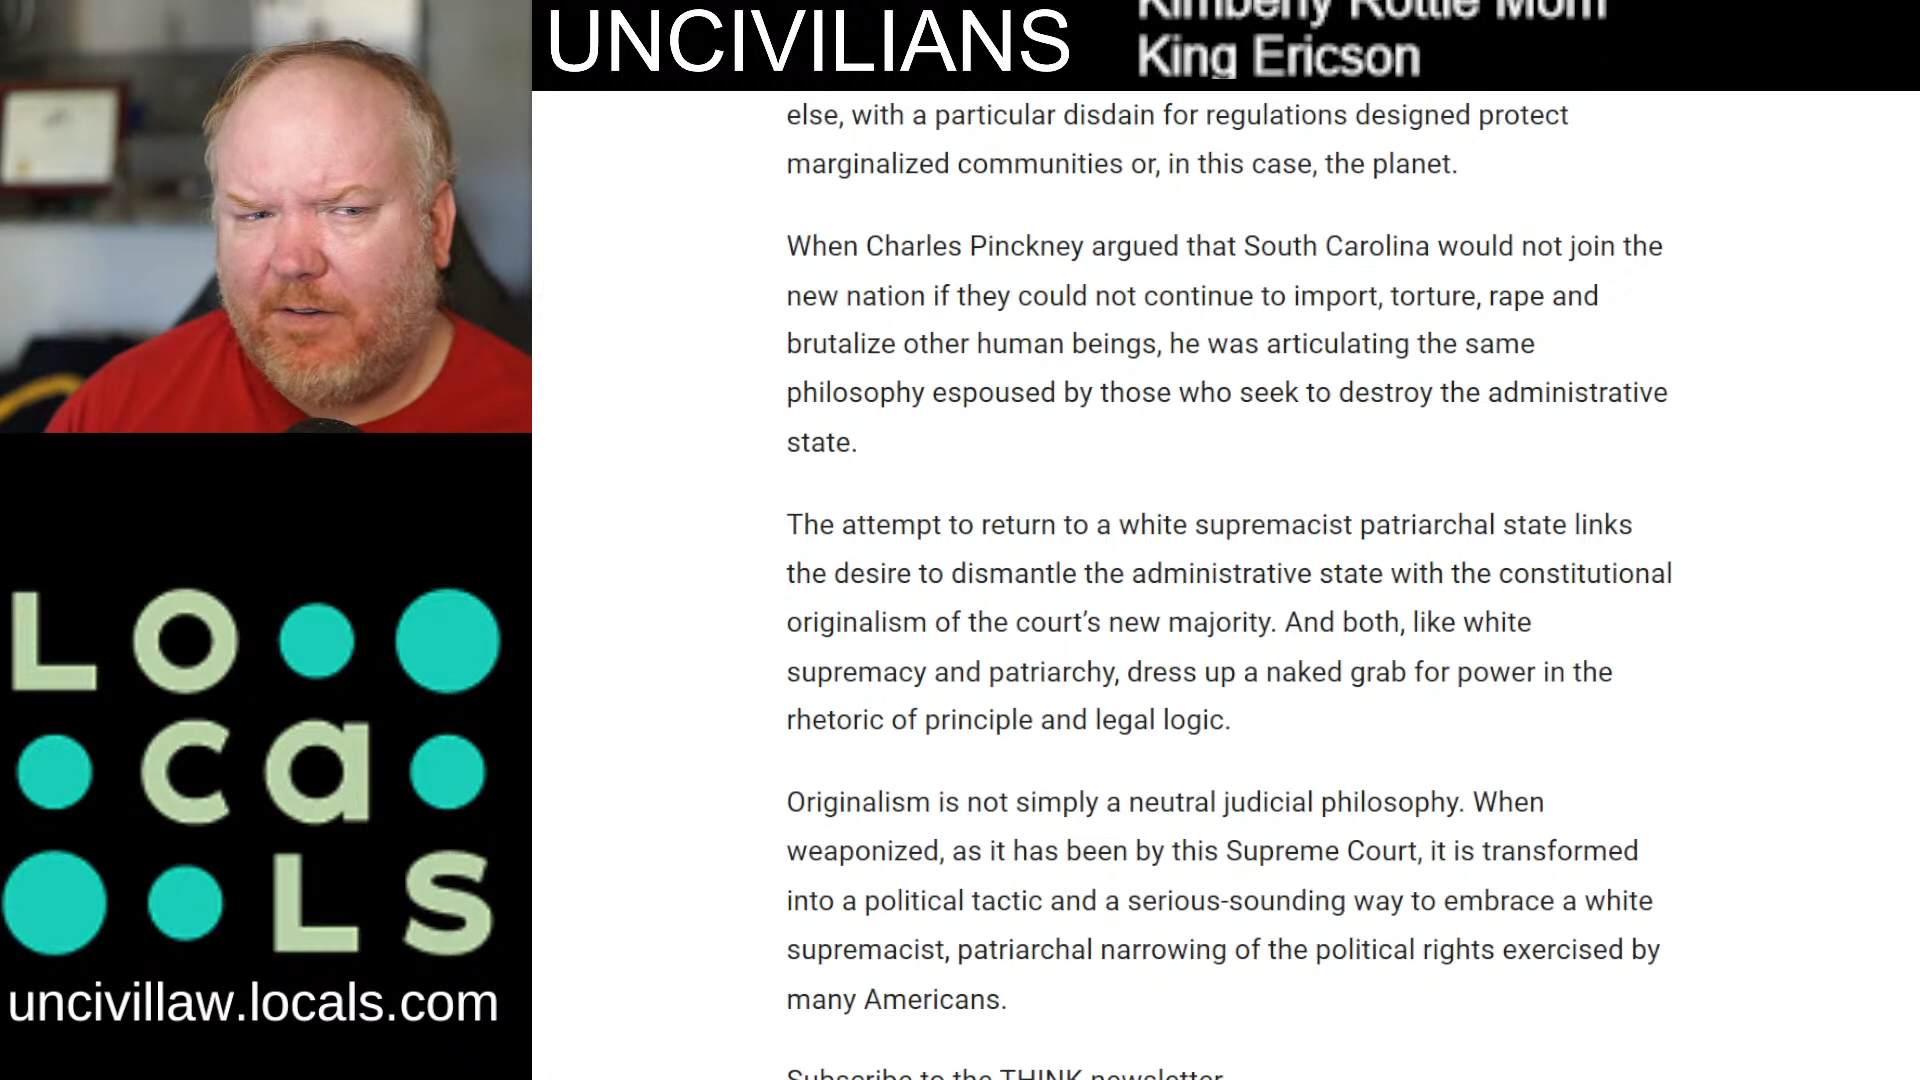 UNCIVILIANS
Kimberly Rottie Mom
King Ericson
else, with a particular disdain for regulations designed protect
marginalized communities or, in this case, the planet.
When Charles Pinckney argued that South Carolina would not join the
new nation if they could not continue to import, torture, rape and
brutalize other human beings, he was articulating the same
philosophy espoused by those who seek to destroy the administrative
state.
The attempt to return to a white supremacist patriarchal state links
the desire to dismantle the administrative state with the constitutional
originalism of the court’s new majority. And both, like white
supremacy and patriarchy, dress up a naked grab for power in the
rhetoric of principle and legal logic.
Originalism is not simply a neutral judicial philosophy. When
weaponized, as it has been by this Supreme Court, it is transformed
into a political tactic and a serious-sounding way to embrace a white
supremacist, patriarchal narrowing of the political rights exercised by
many Americans.
Subscribe to the THINK newsletter
LO
ca
LS
uncivillaw.locals.com